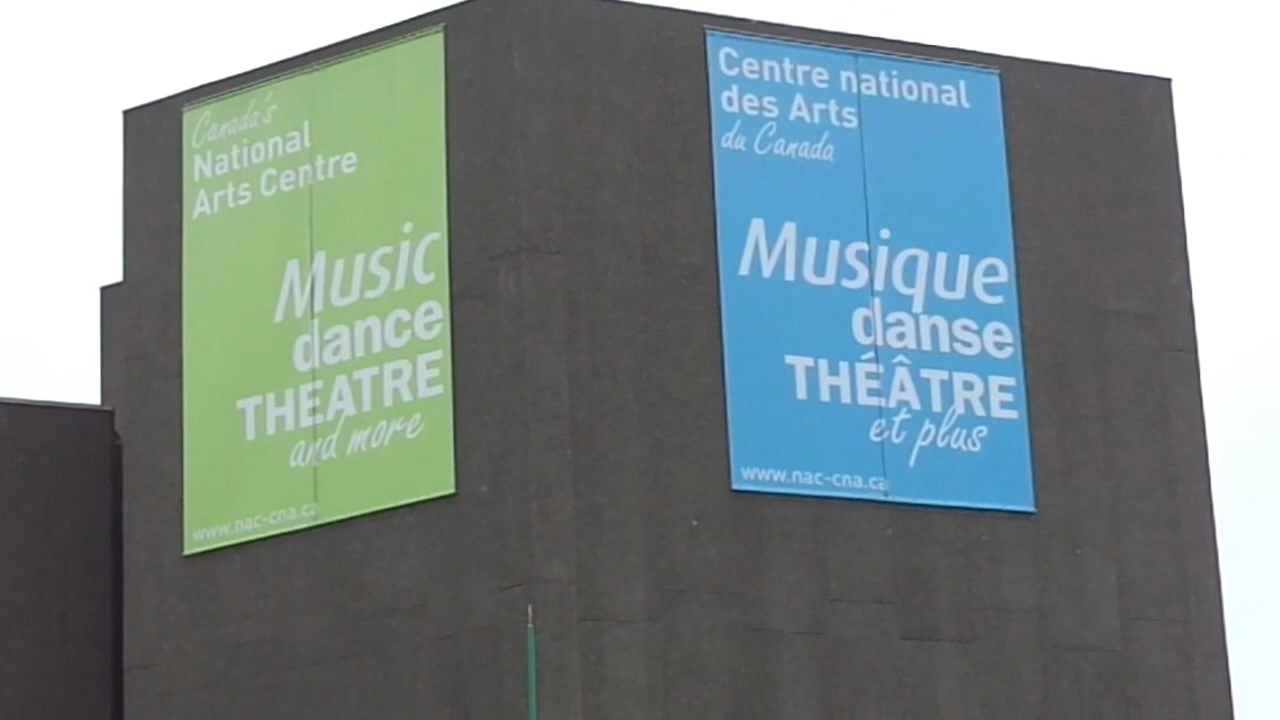 Canada's
National
Arts Centre
Music
dance
THEATRE
and more
www.nac-cna.ca
Centre national
des Arts
du Canada
Musique
danse
THÉÂTRE
et plus
www.nac-cna.ca